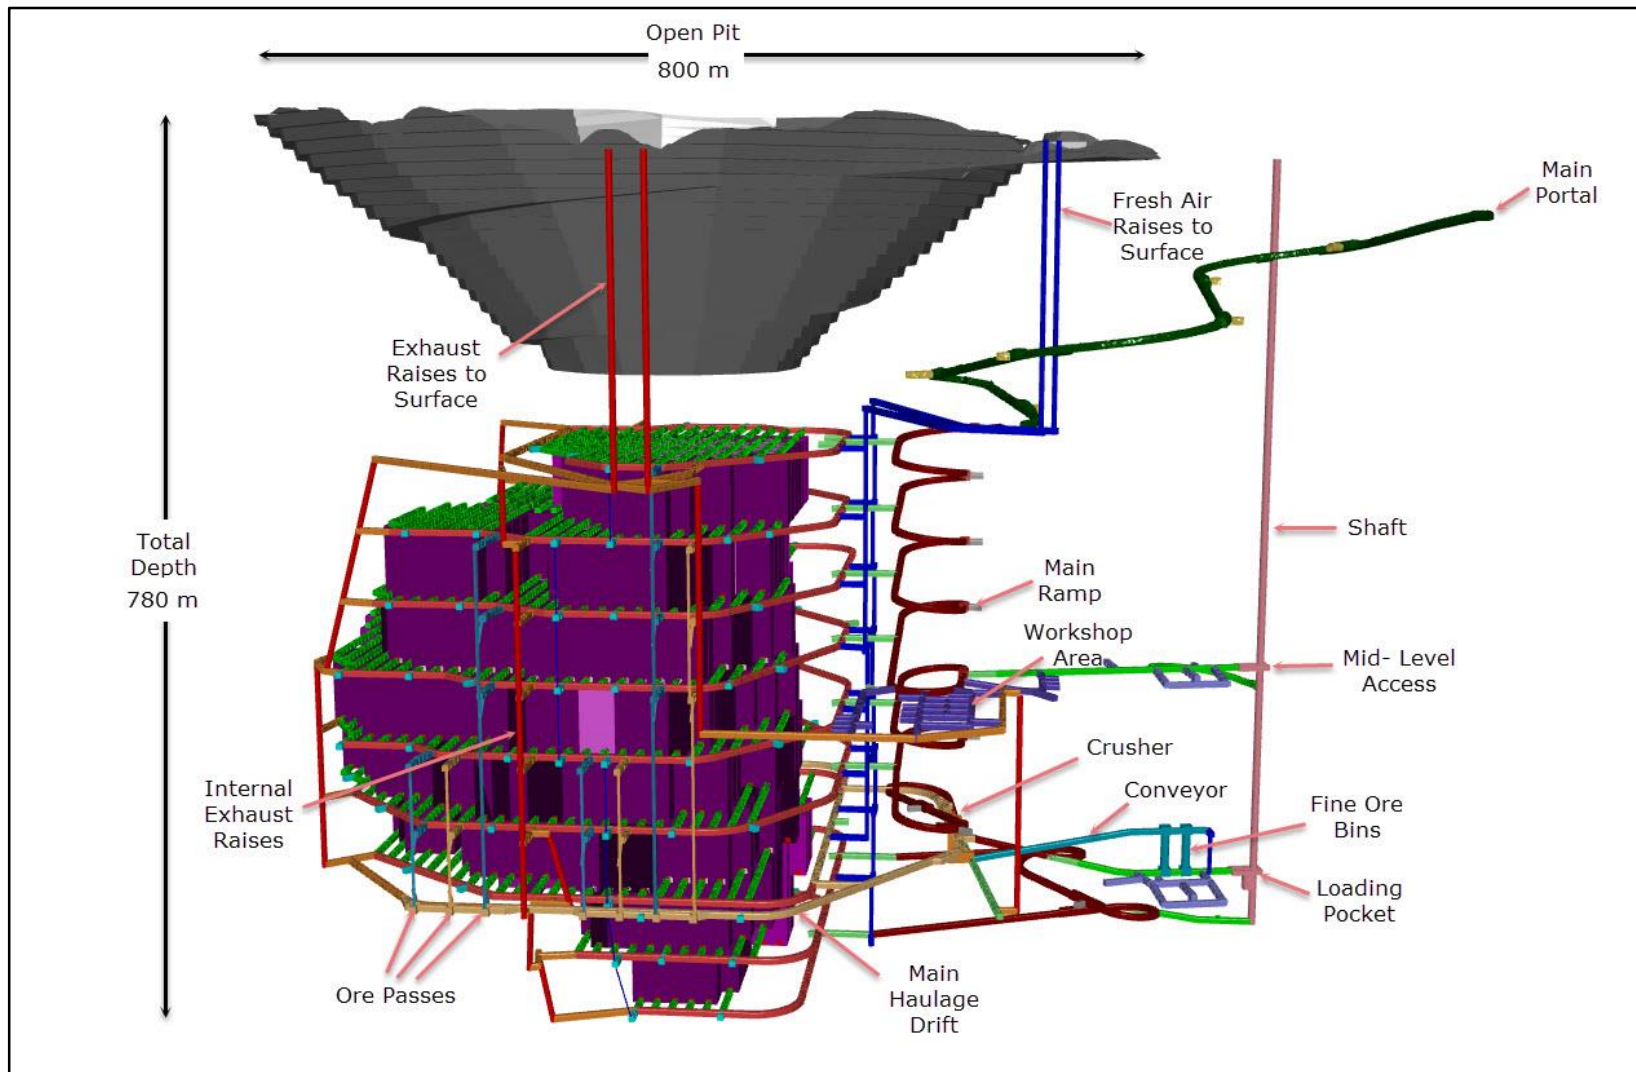 Open Pit
800 m
Main
Portal
Fresh Air
Raises to
Surface
Exhaust
Raises to
Surface
Total
Depth
780 m
Shaft
Main
Ramp
Workshop
Area
Mid- Level
Access
Crusher
Conveyor
Fine Ore
Bins
Internal
Exhaust
Raises
Loading
Pocket
Ore Passes
Main
Haulage
Drift